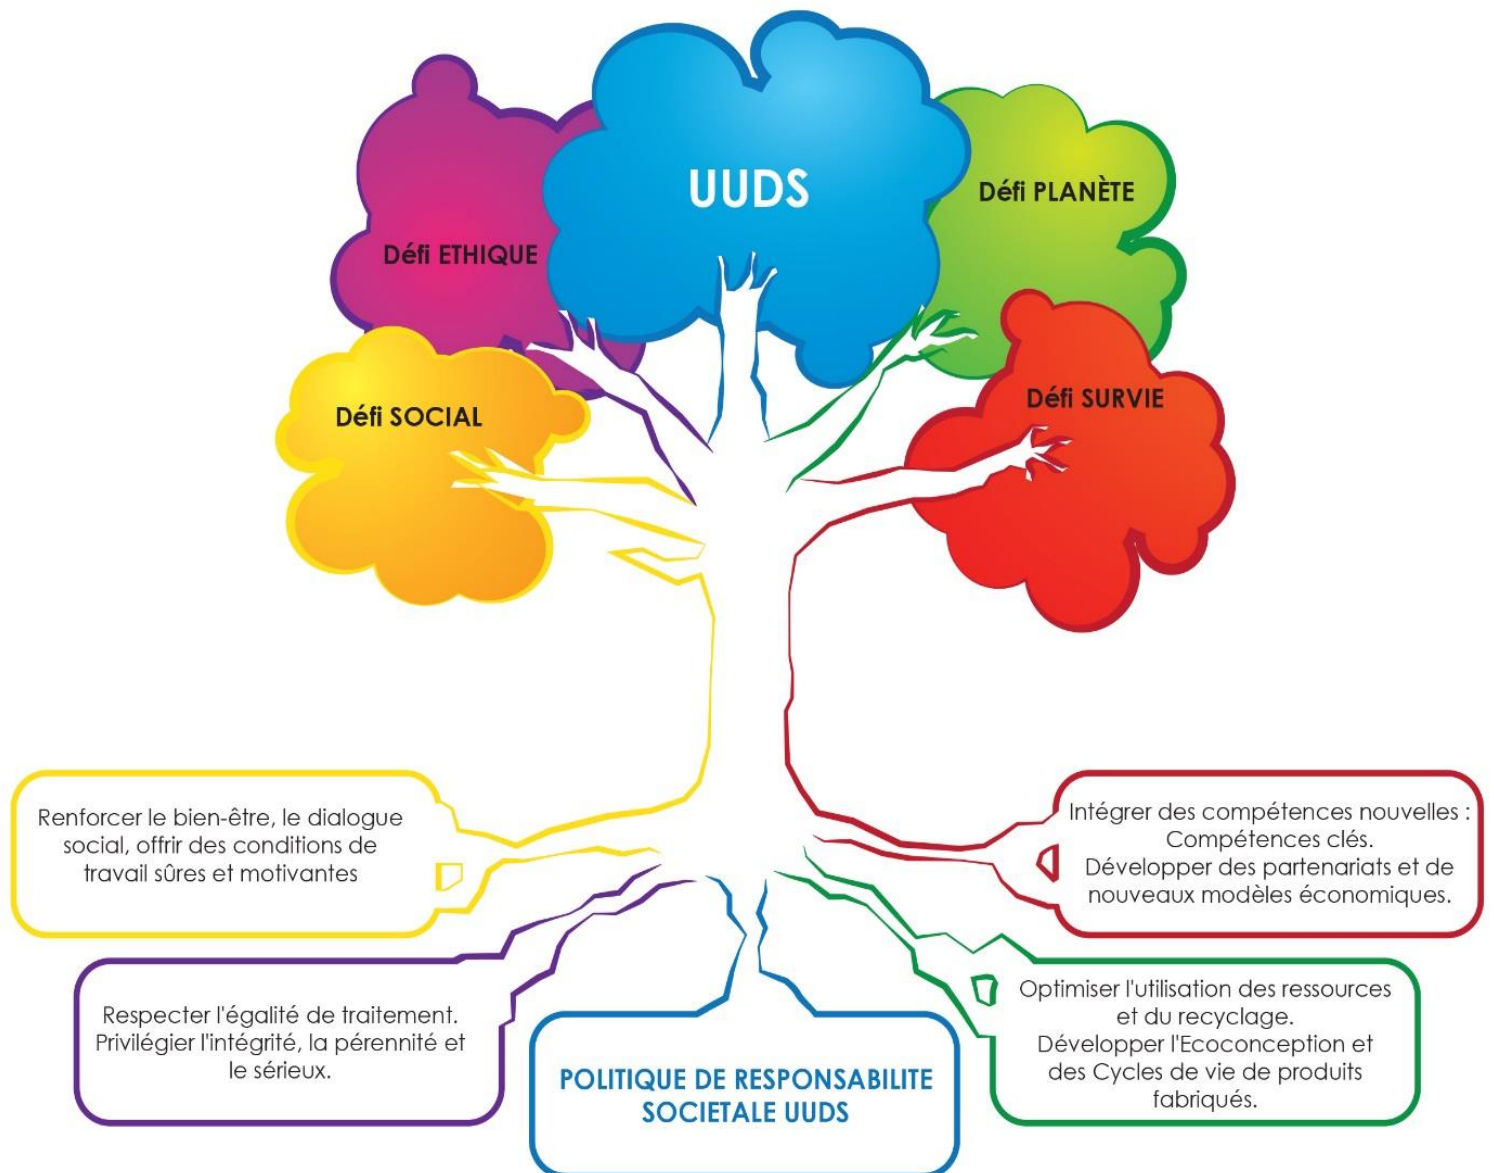 UUDS
Défi PLANÈTE
Défi ETHIQUE
Défi SURVIE
Défi SOCIAL
Renforcer le bien-être, le dialogue
social, offrir des conditions de
travail sûres et motivantes
Intégrer des compétences nouvelles :
Compétences clés.
Développer des partenariats et de
nouveaux modèles économiques.
Respecter l'égalité de traitement.
Privilégier l'intégrité, la pérennité et
le sérieux.
POLITIQUE DE RESPONSABILITE
SOCIETALE UUDS
Optimiser l'utilisation des ressources
et du recyclage.
Développer l'Ecoconception et
des Cycles de vie de produits
fabriqués.